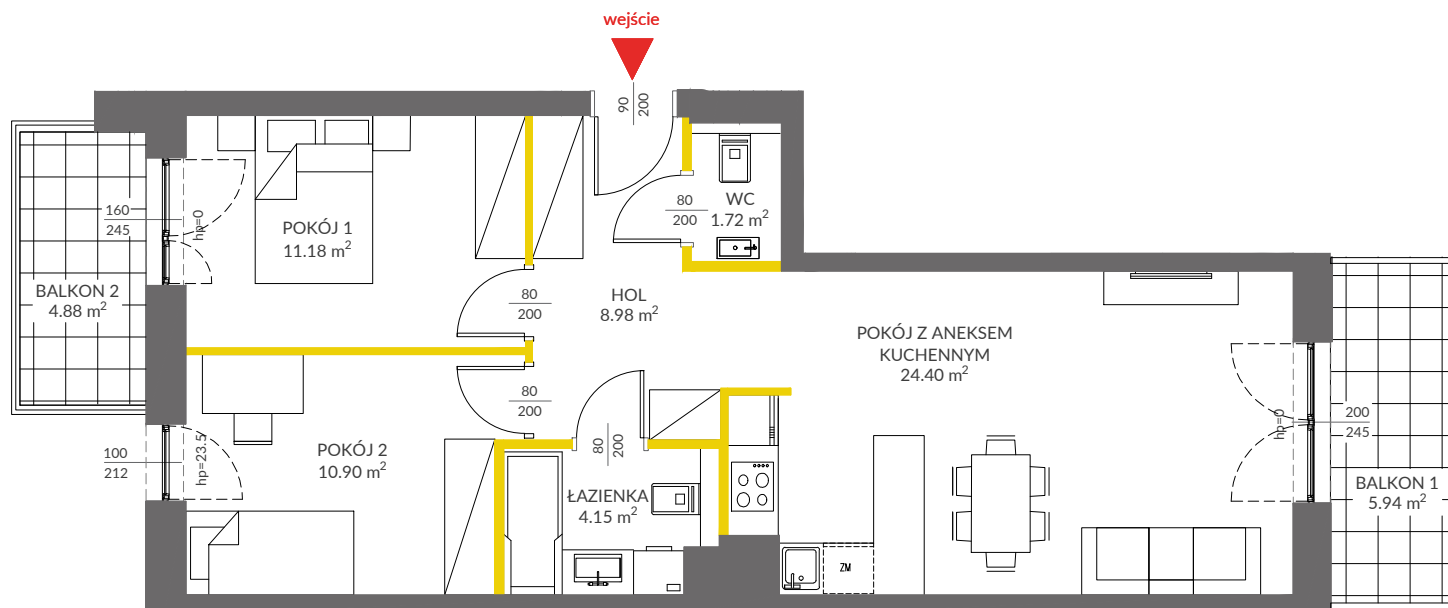 wejście
90
200
80
200
WC
1.72 m²
160
245
hp=0
POKÓJ 1
11.18 m²
BALKON 2
4.88 m²
80
200
HOL
8.98 m²
POKÓJ Z ANEKSEM
KUCHENNYM
24.40 m²
80
200
hp=0
200
245
100
212
hp=23.5
POKÓJ 2
10.90 m²
80
200
ŁAZIENKA
4.15 m²
BALKON 1
5.94 m²
ZM